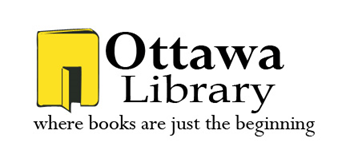 Ottawa
Library
where books are just the beginning